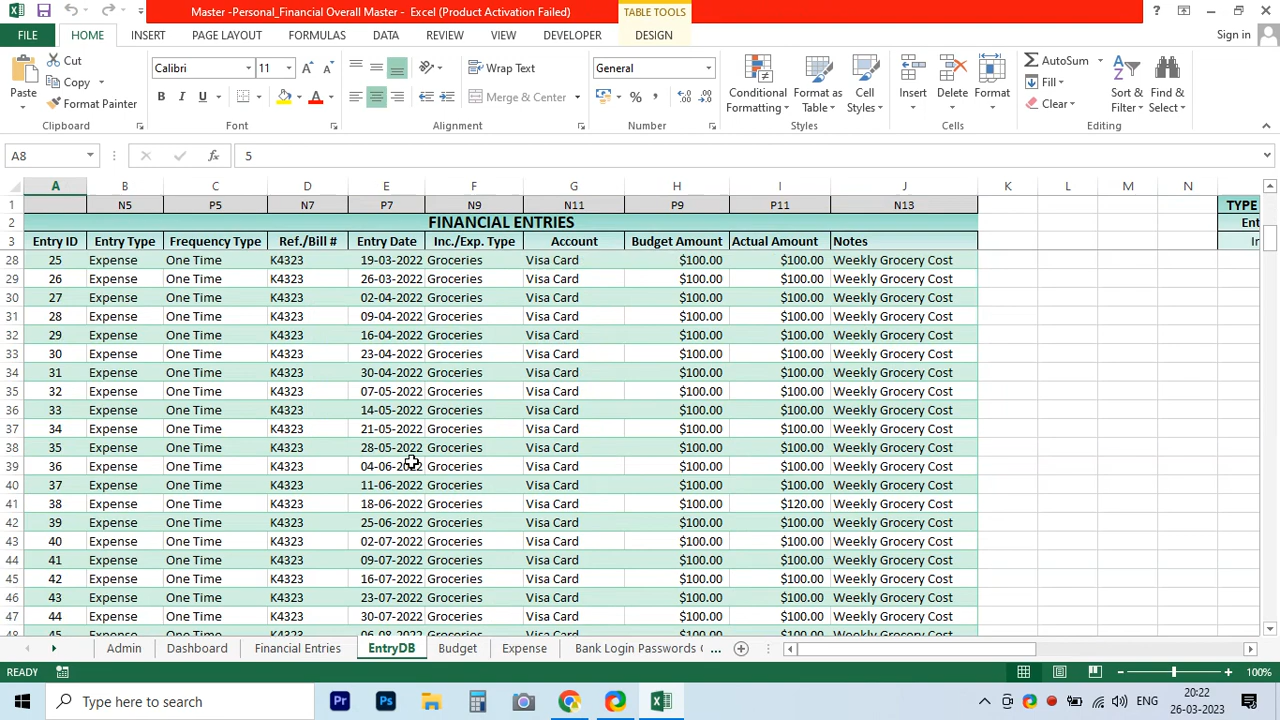 Master -Personal_Financial Overall Master - Excel (Product Activation Failed)
TABLE TOOLS
FILE HOME INSERT PAGE LAYOUT FORMULAS DATA REVIEW VIEW DEVELOPER DESIGN Sign in
Cut
Copy
Format Painter
Paste
Clipboard
Calibri 11
B I U
Font
Wrap Text
Merge & Center
Alignment
General
Number
Conditional Formatting
Format as Table
Cell Styles
Styles
Insert Delete Format
Cells
AutoSum
Fill
Clear
Sort & Filter
Find & Select
Editing
A8 fx 5
A B C D E F G H I J K L M N
1 N5 P5 N7 P7 N9 N11 P9 P11 N13 TYPE
2 FINANCIAL ENTRIES Ent
3 Entry ID Entry Type Frequency Type Ref./Bill # Entry Date Inc./Exp. Type Account Budget Amount Actual Amount Notes In
28 25 Expense One Time K4323 19-03-2022 Groceries Visa Card $100.00 $100.00 Weekly Grocery Cost
29 26 Expense One Time K4323 26-03-2022 Groceries Visa Card $100.00 $100.00 Weekly Grocery Cost
30 27 Expense One Time K4323 02-04-2022 Groceries Visa Card $100.00 $100.00 Weekly Grocery Cost
31 28 Expense One Time K4323 09-04-2022 Groceries Visa Card $100.00 $100.00 Weekly Grocery Cost
32 29 Expense One Time K4323 16-04-2022 Groceries Visa Card $100.00 $100.00 Weekly Grocery Cost
33 30 Expense One Time K4323 23-04-2022 Groceries Visa Card $100.00 $100.00 Weekly Grocery Cost
34 31 Expense One Time K4323 30-04-2022 Groceries Visa Card $100.00 $100.00 Weekly Grocery Cost
35 32 Expense One Time K4323 07-05-2022 Groceries Visa Card $100.00 $100.00 Weekly Grocery Cost
36 33 Expense One Time K4323 14-05-2022 Groceries Visa Card $100.00 $100.00 Weekly Grocery Cost
37 34 Expense One Time K4323 21-05-2022 Groceries Visa Card $100.00 $100.00 Weekly Grocery Cost
38 35 Expense One Time K4323 28-05-2022 Groceries Visa Card $100.00 $100.00 Weekly Grocery Cost
39 36 Expense One Time K4323 04-06-2022 Groceries Visa Card $100.00 $100.00 Weekly Grocery Cost
40 37 Expense One Time K4323 11-06-2022 Groceries Visa Card $100.00 $100.00 Weekly Grocery Cost
41 38 Expense One Time K4323 18-06-2022 Groceries Visa Card $100.00 $120.00 Weekly Grocery Cost
42 39 Expense One Time K4323 25-06-2022 Groceries Visa Card $100.00 $100.00 Weekly Grocery Cost
43 40 Expense One Time K4323 02-07-2022 Groceries Visa Card $100.00 $100.00 Weekly Grocery Cost
44 41 Expense One Time K4323 09-07-2022 Groceries Visa Card $100.00 $100.00 Weekly Grocery Cost
45 42 Expense One Time K4323 16-07-2022 Groceries Visa Card $100.00 $100.00 Weekly Grocery Cost
46 43 Expense One Time K4323 23-07-2022 Groceries Visa Card $100.00 $100.00 Weekly Grocery Cost
47 44 Expense One Time K4323 30-07-2022 Groceries Visa Card $100.00 $100.00 Weekly Grocery Cost
48 45 Expense One Time K4323 06-08-2022 Groceries Visa Card $100.00 $100.00 Weekly Grocery Cost
Admin Dashboard Financial Entries EntryDB Budget Expense Bank Login Passwords ...
READY 100%
Type here to search Pr Ps ENG 20:22
26-03-2023